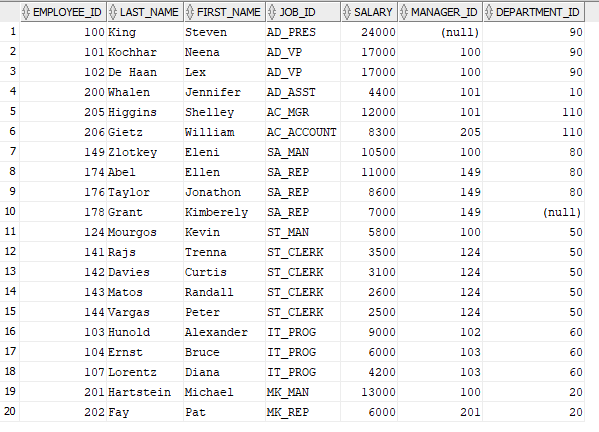 EMPLOYEE_ID LAST_NAME FIRST_NAME JOB_ID SALARY MANAGER_ID DEPARTMENT_ID
1 100 King Steven AD_PRES 24000 (null) 90
2 101 Kochhar Neena AD_VP 17000 100 90
3 102 De Haan Lex AD_VP 17000 100 90
4 200 Whalen Jennifer AD_ASST 4400 101 10
5 205 Higgins Shelley AC_MGR 12000 101 110
6 206 Gietz William AC_ACCOUNT 8300 205 110
7 149 Zlotkey Eleni SA_MAN 10500 100 80
8 174 Abel Ellen SA_REP 11000 149 80
9 176 Taylor Jonathon SA_REP 8600 149 80
10 178 Grant Kimberely SA_REP 7000 149 (null)
11 124 Mourgos Kevin ST_MAN 5800 100 50
12 141 Rajs Trenna ST_CLERK 3500 124 50
13 142 Davies Curtis ST_CLERK 3100 124 50
14 143 Matos Randall ST_CLERK 2600 124 50
15 144 Vargas Peter ST_CLERK 2500 124 50
16 103 Hunold Alexander IT_PROG 9000 102 60
17 104 Ernst Bruce IT_PROG 6000 103 60
18 107 Lorentz Diana IT_PROG 4200 103 60
19 201 Hartstein Michael MK_MAN 13000 100 20
20 202 Fay Pat MK_REP 6000 201 20